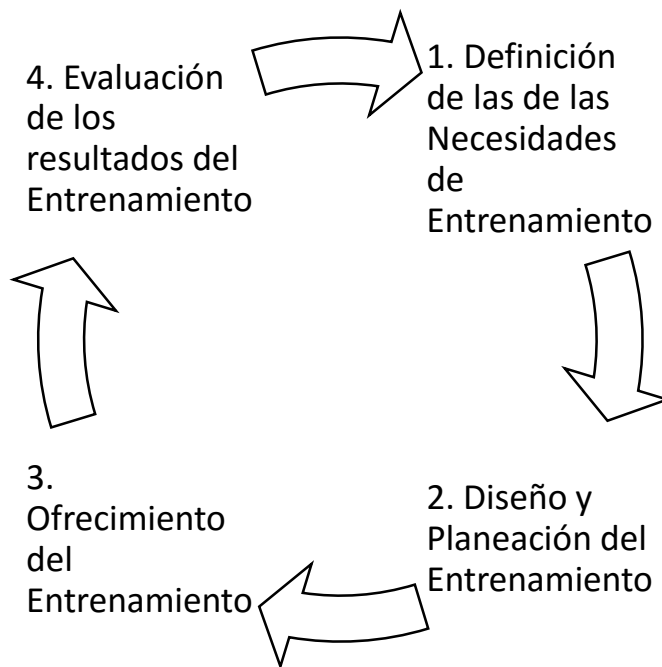 1. Definición
de las de las
Necesidades
de
Entrenamiento
2. Diseño y
Planeación del
Entrenamiento
3.
Ofrecimiento
del
Entrenamiento
4. Evaluación
de los
resultados del
Entrenamiento